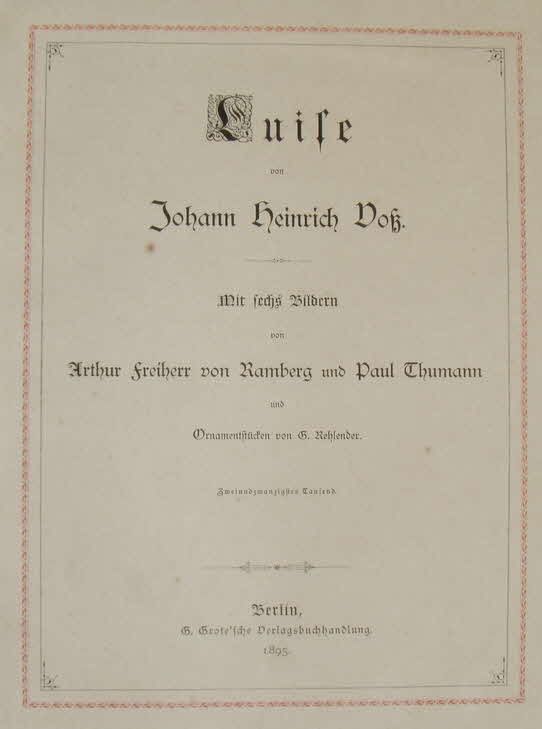 Luiſe
von
Johann Heinrich Voß.
Mit ſechs Bildern
von
Arthur Freiherr von Ramberg und Paul Thumann
und
Ornamentſtücken von G. Rehlender.
Zweiundzwanzigſtes Tauſend.
Berlin,
G. Grote'ſche Verlagsbuchhandlung.
1895.